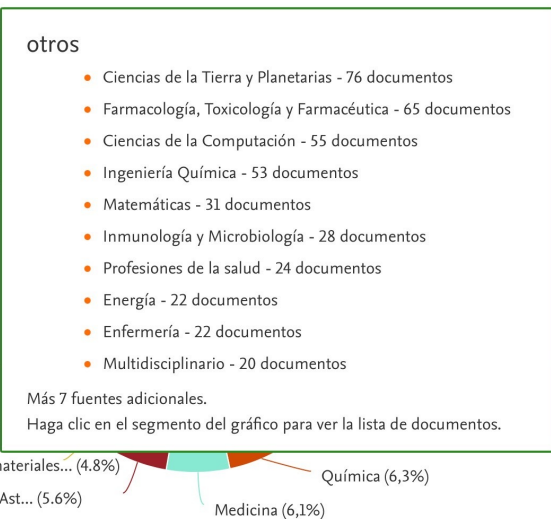 otros
Ciencias de la Tierra y Planetarias - 76 documentos
Farmacología, Toxicología y Farmacéutica - 65 documentos
Ciencias de la Computación - 55 documentos
Ingeniería Química - 53 documentos
Matemáticas - 31 documentos
Inmunología y Microbiología - 28 documentos
Profesiones de la salud - 24 documentos
Energía - 22 documentos
Enfermería - 22 documentos
Multidisciplinario - 20 documentos
Más 7 fuentes adicionales.
Haga clic en el segmento del gráfico para ver la lista de documentos.
ateriales... (4.8%)
Química (6,3%)
Ast... (5.6%)
Medicina (6,1%)